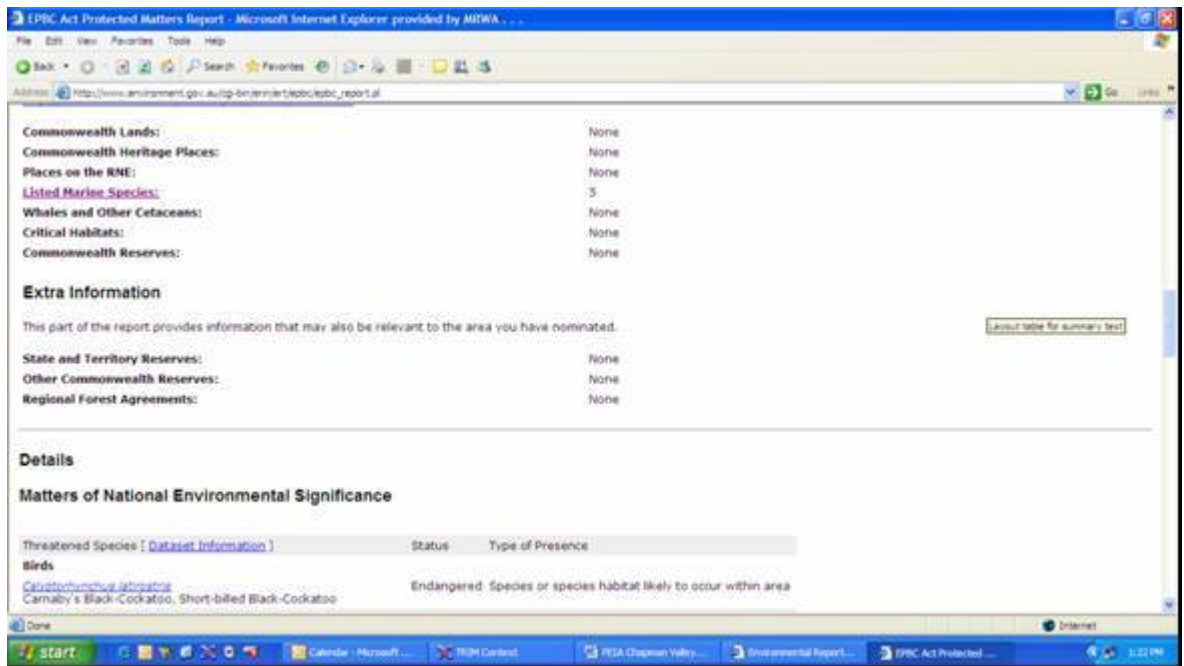 EPBC Act Protected Matters Report - Microsoft Internet Explorer provided by MRWA . . .
File Edit View Favorites Tools Help
Back Search Favorites
Address http://www.environment.gov.au/cgi-bin/erin/ert/epbc/epbc_report.pl Go Links
Commonwealth Lands: None
Commonwealth Heritage Places: None
Places on the RNE: None
Listed Marine Species: 5
Whales and Other Cetaceans: None
Critical Habitats: None
Commonwealth Reserves: None
Extra Information
This part of the report provides information that may also be relevant to the area you have nominated.
Layout table for summary text
State and Territory Reserves: None
Other Commonwealth Reserves: None
Regional Forest Agreements: None
Details
Matters of National Environmental Significance
Threatened Species [ Dataset Information ] Status Type of Presence
Birds
Calyptorhynchus latirostris Endangered Species or species habitat likely to occur within area
Carnaby's Black-Cockatoo, Short-billed Black-Cockatoo
Done Internet
start Calendar - Microsoft ... TRIM Context PEIA Chapman Valley... Environmental Report... EPBC Act Protected ... 1:22 PM